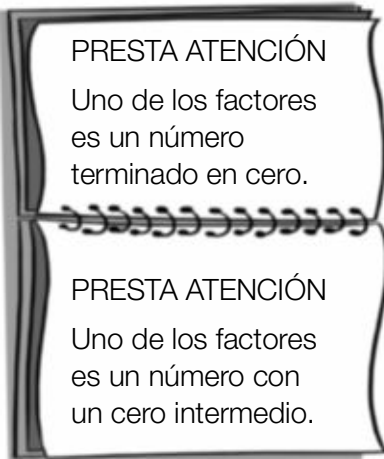 PRESTA ATENCIÓN
Uno de los factores
es un número
terminado en cero.
PRESTA ATENCIÓN
Uno de los factores
es un número con
un cero intermedio.